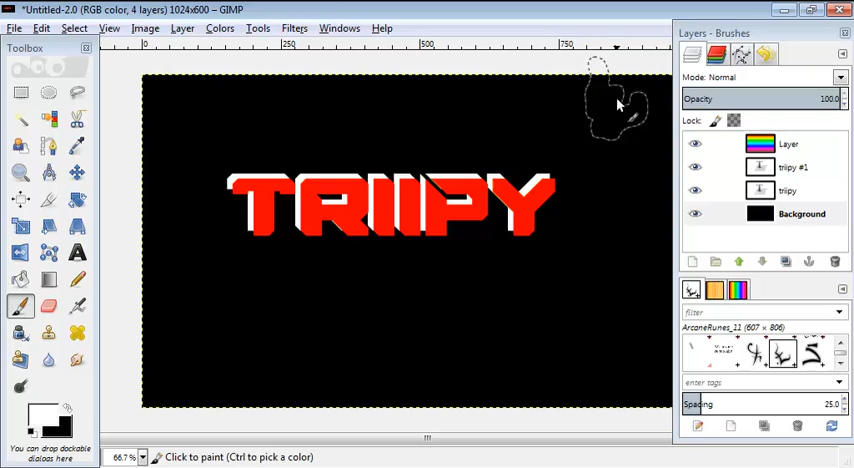 *Untitled-2.0 (RGB color, 4 layers) 1024x600 – GIMP
File Edit Select View Image Layer Colors Tools Filters Windows Help
Toolbox
Layers - Brushes
0 250 500 750
Mode: Normal
Opacity 100.0
Lock:
Layer
triipy #1
triipy
Background
TRIIPY
filter
ArcaneRunes_11 (607 × 806)
enter tags
Spacing 25.0
You can drop dockable
dialogs here
66.7% Click to paint (Ctrl to pick a color)